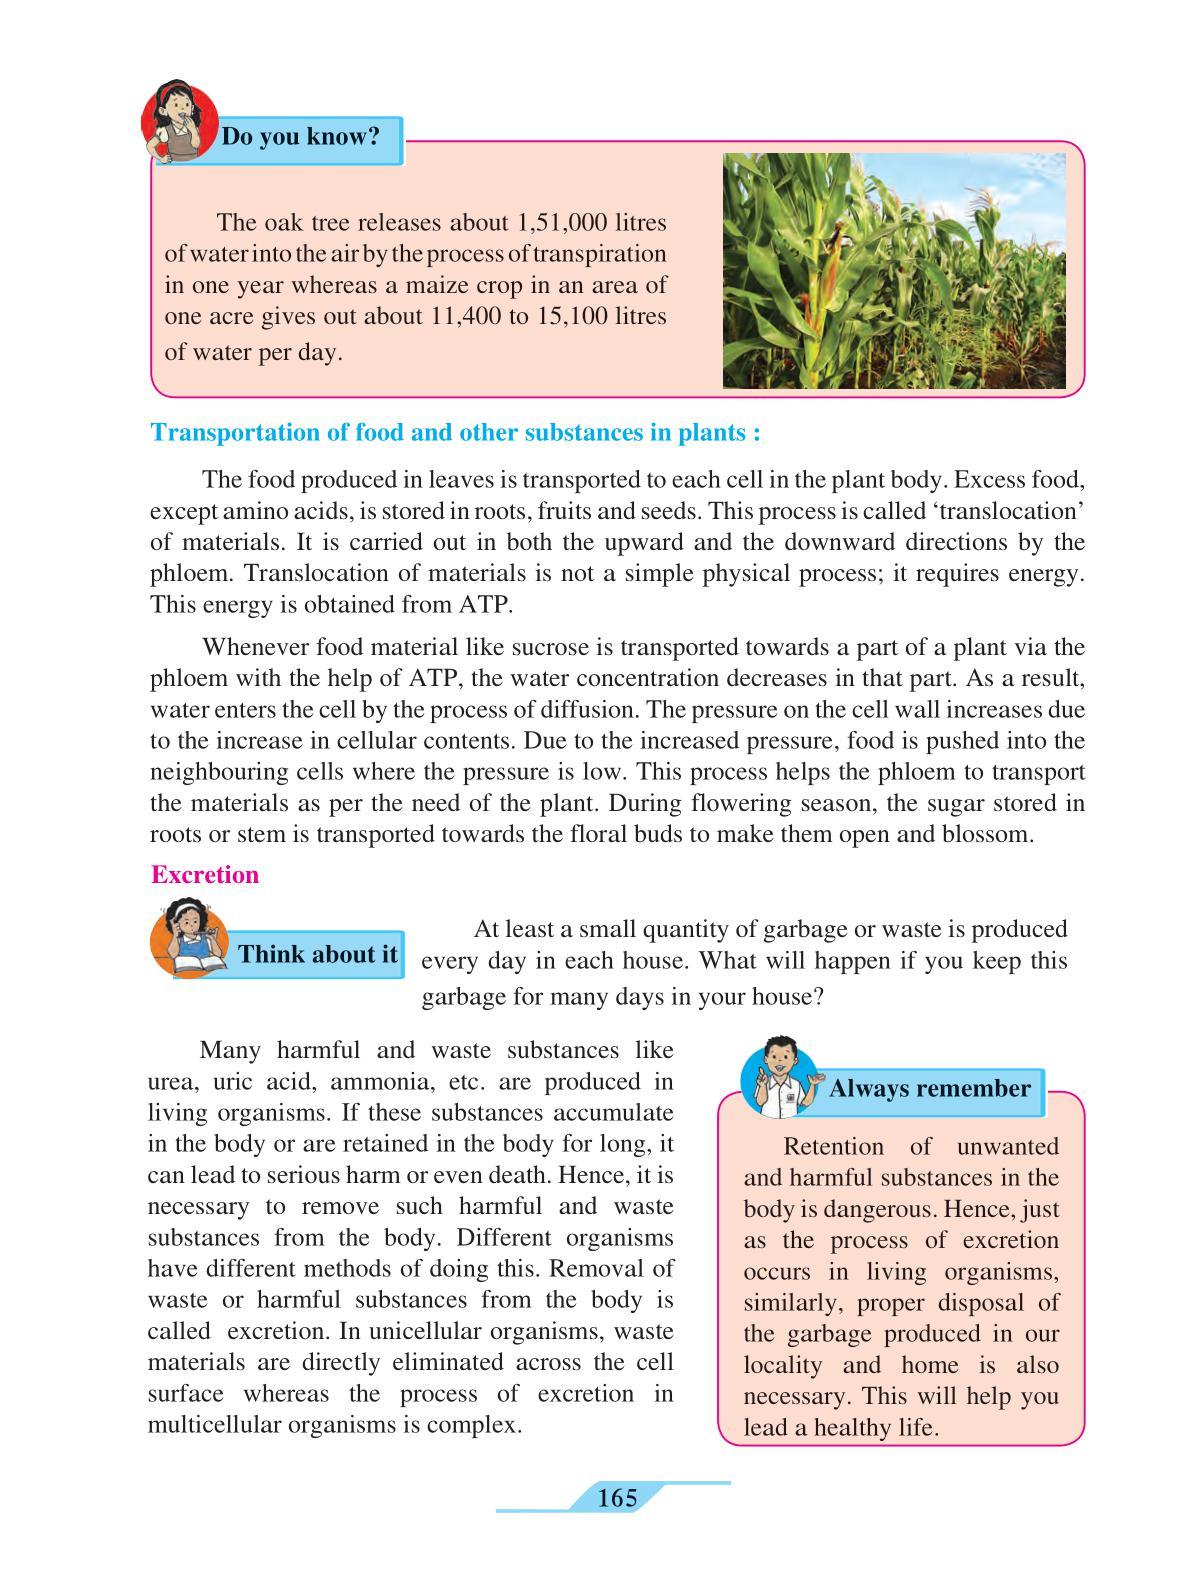 Do you know?
The oak tree releases about 1,51,000 litres
of water into the air by the process of transpiration
in one year whereas a maize crop in an area of
one acre gives out about 11,400 to 15,100 litres
of water per day.
Transportation of food and other substances in plants :
The food produced in leaves is transported to each cell in the plant body. Excess food,
except amino acids, is stored in roots, fruits and seeds. This process is called ‘translocation’
of materials. It is carried out in both the upward and the downward directions by the
phloem. Translocation of materials is not a simple physical process; it requires energy.
This energy is obtained from ATP.
Whenever food material like sucrose is transported towards a part of a plant via the
phloem with the help of ATP, the water concentration decreases in that part. As a result,
water enters the cell by the process of diffusion. The pressure on the cell wall increases due
to the increase in cellular contents. Due to the increased pressure, food is pushed into the
neighbouring cells where the pressure is low. This process helps the phloem to transport
the materials as per the need of the plant. During flowering season, the sugar stored in
roots or stem is transported towards the floral buds to make them open and blossom.
Excretion
Think about it
At least a small quantity of garbage or waste is produced
every day in each house. What will happen if you keep this
garbage for many days in your house?
Many harmful and waste substances like
urea, uric acid, ammonia, etc. are produced in
living organisms. If these substances accumulate
in the body or are retained in the body for long, it
can lead to serious harm or even death. Hence, it is
necessary to remove such harmful and waste
substances from the body. Different organisms
have different methods of doing this. Removal of
waste or harmful substances from the body is
called excretion. In unicellular organisms, waste
materials are directly eliminated across the cell
surface whereas the process of excretion in
multicellular organisms is complex.
Always remember
Retention of unwanted
and harmful substances in the
body is dangerous. Hence, just
as the process of excretion
occurs in living organisms,
similarly, proper disposal of
the garbage produced in our
locality and home is also
necessary. This will help you
lead a healthy life.
165